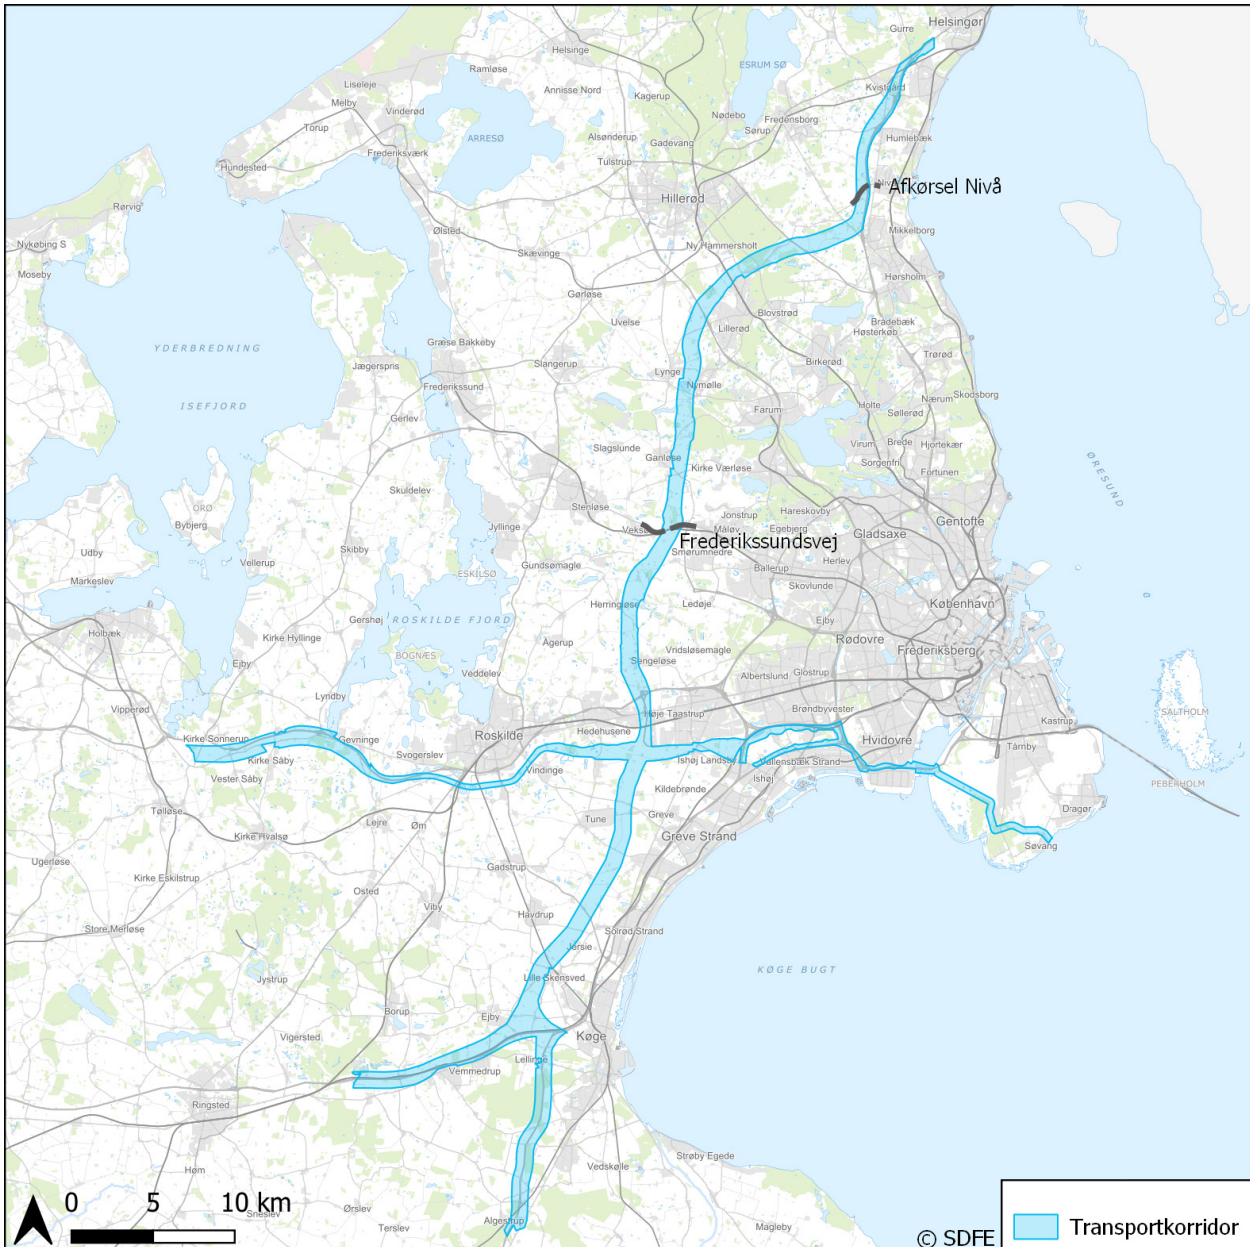 Helsingør
Gurre
Helsinge
ESRUM SØ
Ramløse
Liseleje
Annisse Nord
Kagerup
Kvistgård
Melby
Vinderød
Nødebo
Fredensborg
Sørup
Torup
Alsønderup
Gadevang
Humlebæk
ARRESØ
Frederiksværk
Tulstrup
Hundested
Nivå
Afkørsel Nivå
Rørvig
Hillerød
Ølsted
Mikkelborg
Nykøbing S
Ny Hammersholt
Skævinge
Moseby
Hørsholm
Gørløse
Blovstrød
Uvelse
Lillerød
Brådebæk
Høsterkøb
YDERBREDNING
Græse Bakkeby
Trørød
Slangerup
Birkerød
Jægerspris
Lynge
Nymølle
Frederikssund
Skodsborg
Nærum
ISEFJORD
Holte
Farum
Søllerød
Gerlev
Slagslunde
Virum
Brede
Hjortekær
Ganløse
Sorgenfri
Kirke Værløse
Fortunen
ØRESUND
Skuldelev
Stenløse
Hareskovby
ORØ
Bybjerg
Jonstrup
Gentofte
Jyllinge
Veksø
Måløv
Egebjerg
Gladsaxe
Frederikssundsvej
Udby
Skibby
Smørumnedre
Herlev
Vellerup
Gundsømagle
Ballerup
ESKILSØ
Markeslev
Skovlunde
Herringløse
Ledøje
København
Gershøj
ROSKILDE FJORD
Ejby
Holbæk
Kirke Hyllinge
Ågerup
Rødovre
Vridsløsemagle
Frederiksberg
BOGNÆS
Sengeløse
Ejby
Veddelev
Albertslund
Glostrup
Lyndby
Vipperød
Brøndbyvester
SALTHOLM
Høje Taastrup
Kastrup
Hedehusene
Kirke Sonnerup
Gevninge
Roskilde
Hvidovre
Tårnby
Svogerslev
Kirke Såby
Ishøj Landsby
Vallensbæk Strand
Vindinge
Vester Såby
Ishøj
PEBERHOLM
Kildebrønde
Dragør
Tølløse
Tune
Greve
Lejre
Øm
Kirke Hvalsø
Greve Strand
Søvang
Ugerløse
Gadstrup
Kirke Eskilstrup
Osted
Viby
Havdrup
Store Merløse
Solrød Strand
Jersie
KØGE BUGT
Jystrup
Lille Skensved
Borup
Ejby
Vigersted
Køge
Lellinge
Vemmedrup
Ringsted
Strøby Egede
Høm
Vedskølle
0 5 10 km
Ørslev
Sneslev
Algestrup
Terslev
Magleby
Transportkorridor
© SDFE